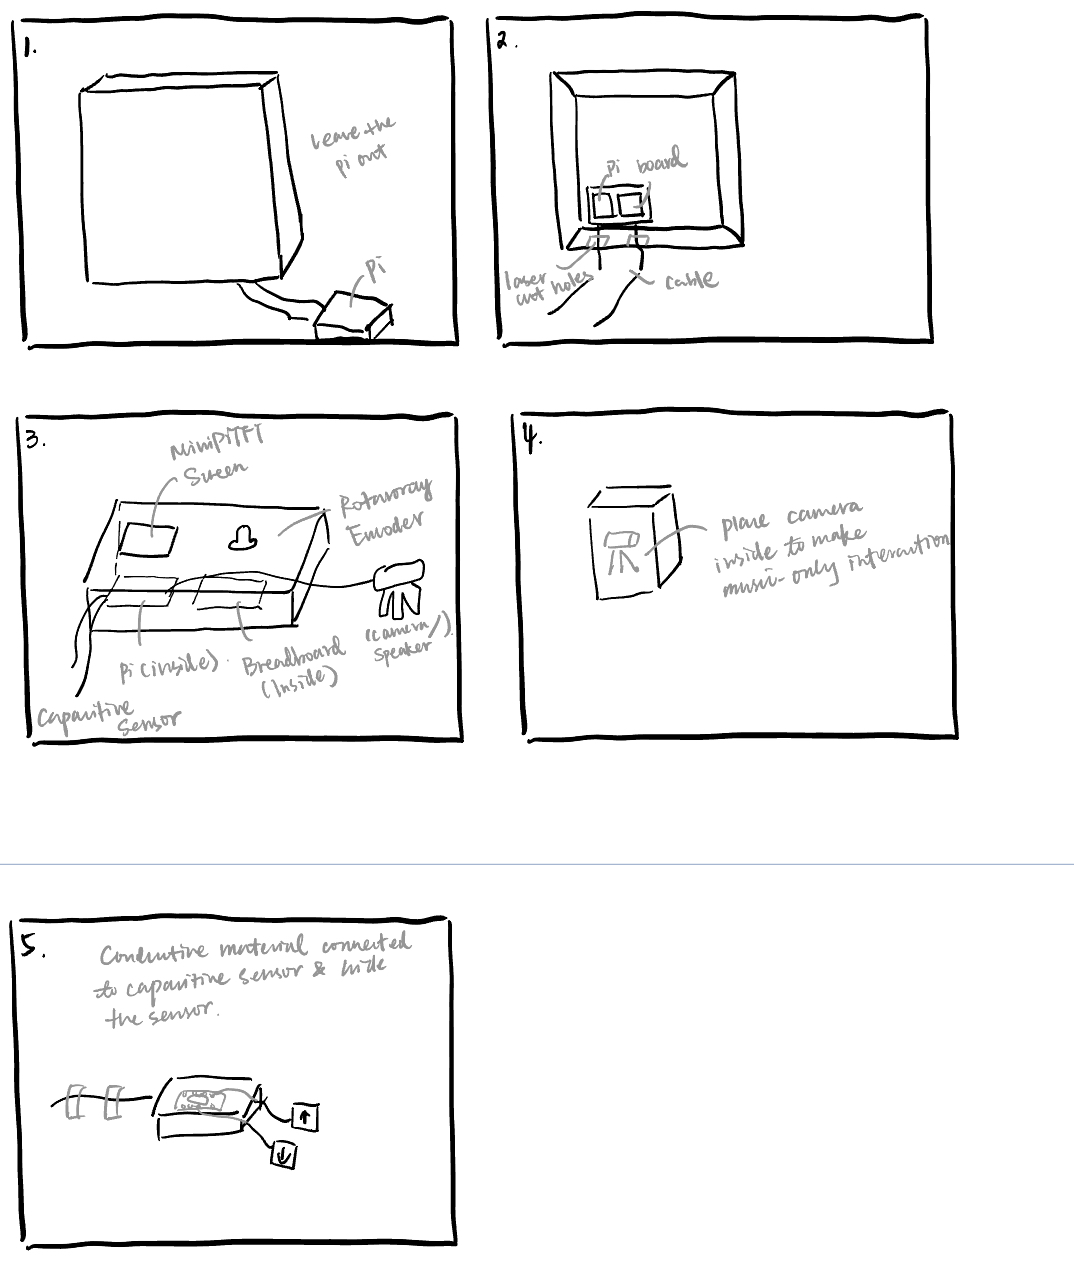 1.
leave the
pi out
Pi
2.
Pi board
laser
cut holes
cable
3.
MiniPiTFT
Screen
Rotaroray
Encoder
(camera/)
speaker
Pi (inside).
Breadboard
(Inside)
Capacitive
Sensor
4.
place camera
inside to make
music-only interaction
5.
Conductive material connected
to capacitive sensor & hide
the sensor.